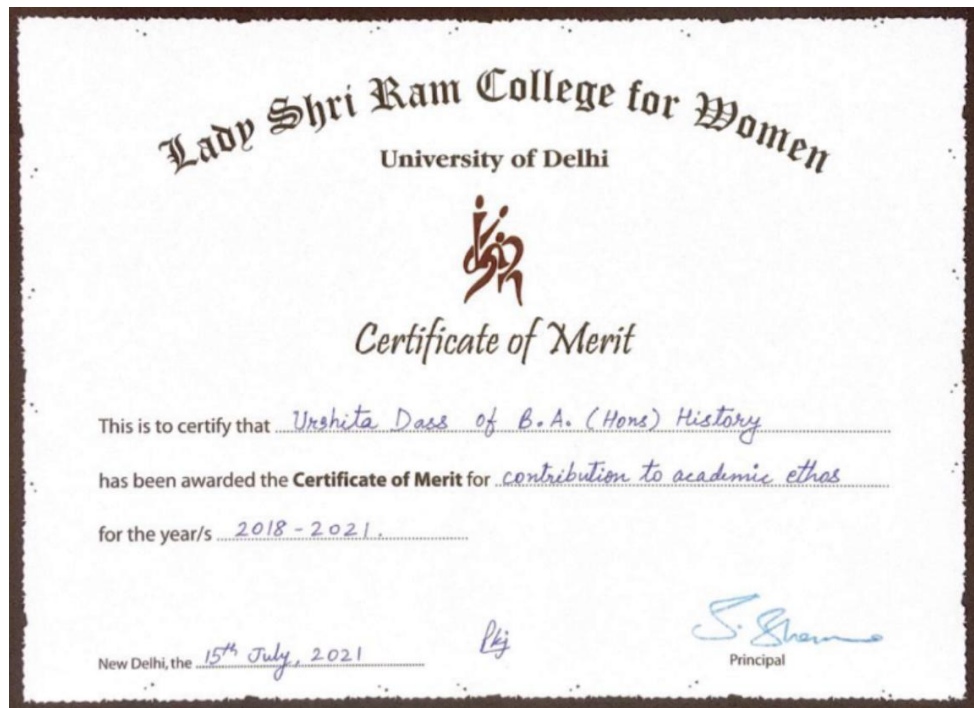 Lady Shri Ram College for Women
University of Delhi
Certificate of Merit
This is to certify that Urshita Dass of B.A. (Hons) History
has been awarded the Certificate of Merit for contribution to academic ethos
for the year/s 2018-2021.
New Delhi, the 15th July, 2021
Principal